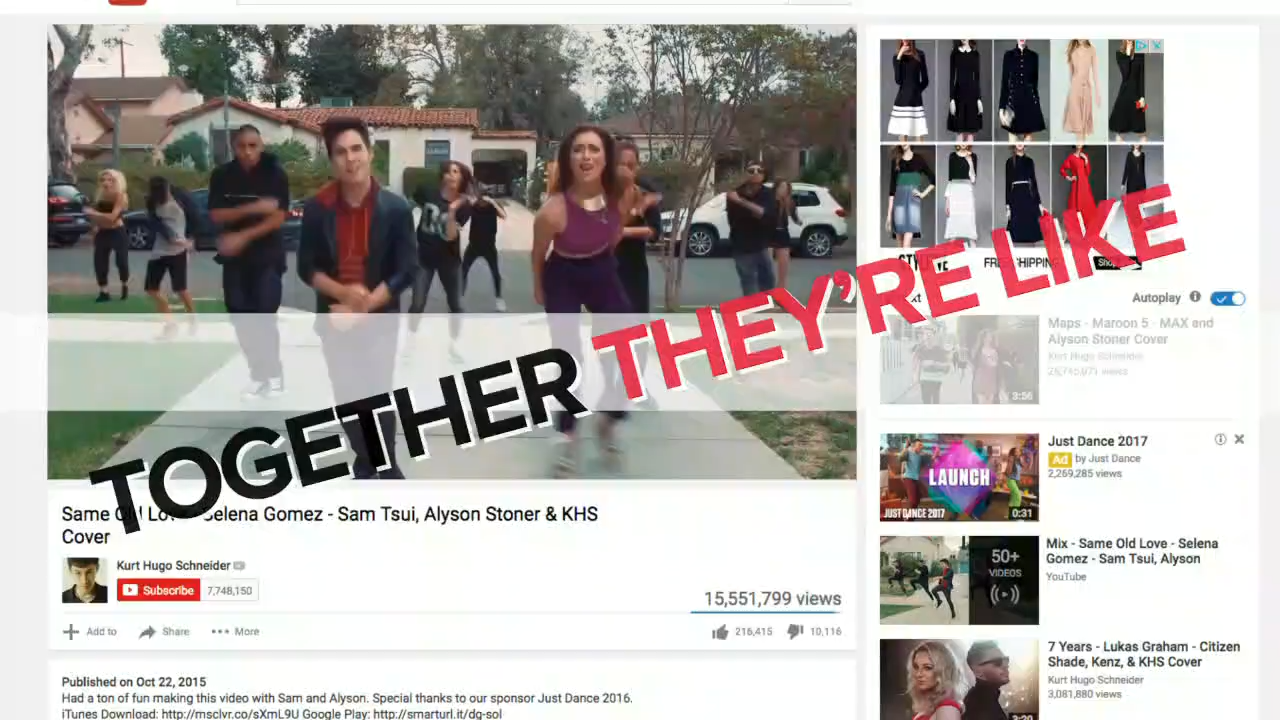 TOGETHER THEY'RE LIKE
Same Old Love - Selena Gomez - Sam Tsui, Alyson Stoner & KHS
Cover
Kurt Hugo Schneider
Subscribe 7,748,150
15,551,799 views
Add to Share More
216,415 10,116
Published on Oct 22, 2015
Had a ton of fun making this video with Sam and Alyson. Special thanks to our sponsor Just Dance 2016.
iTunes Download: http://msclvr.co/sXmL9U Google Play: http://smarturl.it/dg-sol
FREE SHIPPING
Autoplay
Maps - Maroon 5 - MAX and
Alyson Stoner Cover
Kurt Hugo Schneider
3:56
Just Dance 2017
Ad by Just Dance
2,269,285 views
LAUNCH
JUST DANCE 2017
0:31
Mix - Same Old Love - Selena
Gomez - Sam Tsui, Alyson
YouTube
50+
VIDEOS
7 Years - Lukas Graham - Citizen
Shade, Kenz, & KHS Cover
Kurt Hugo Schneider
3,081,880 views